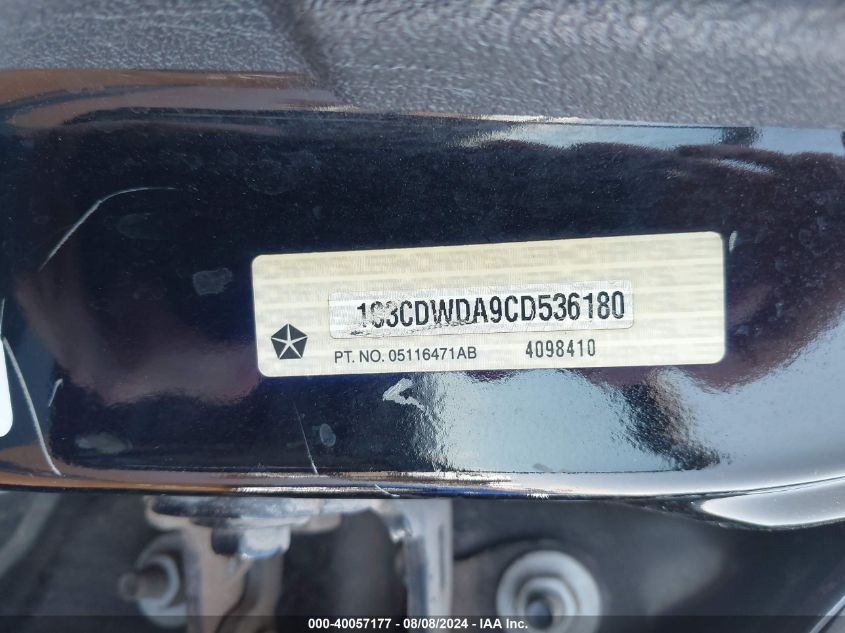 1C3CDWDA9CD536180
PT. NO. 05116471AB 4098410
000-40057177 - 08/08/2024 - IAA Inc.